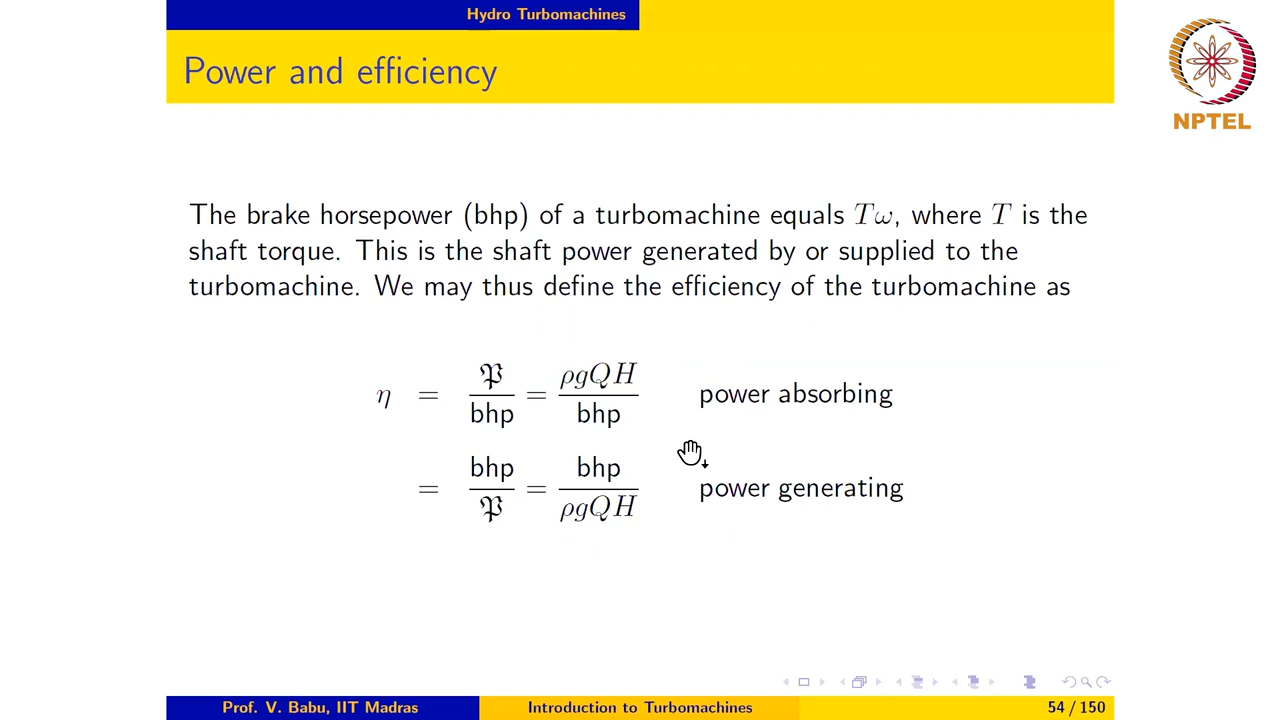 Hydro Turbomachines
Power and efficiency
NPTEL
The brake horsepower (bhp) of a turbomachine equals Tω, where T is the
shaft torque. This is the shaft power generated by or supplied to the
turbomachine. We may thus define the efficiency of the turbomachine as
η = 𝔓/bhp = ρgQH/bhp power absorbing
= bhp/𝔓 = bhp/ρgQH power generating
Prof. V. Babu, IIT Madras Introduction to Turbomachines 54 / 150